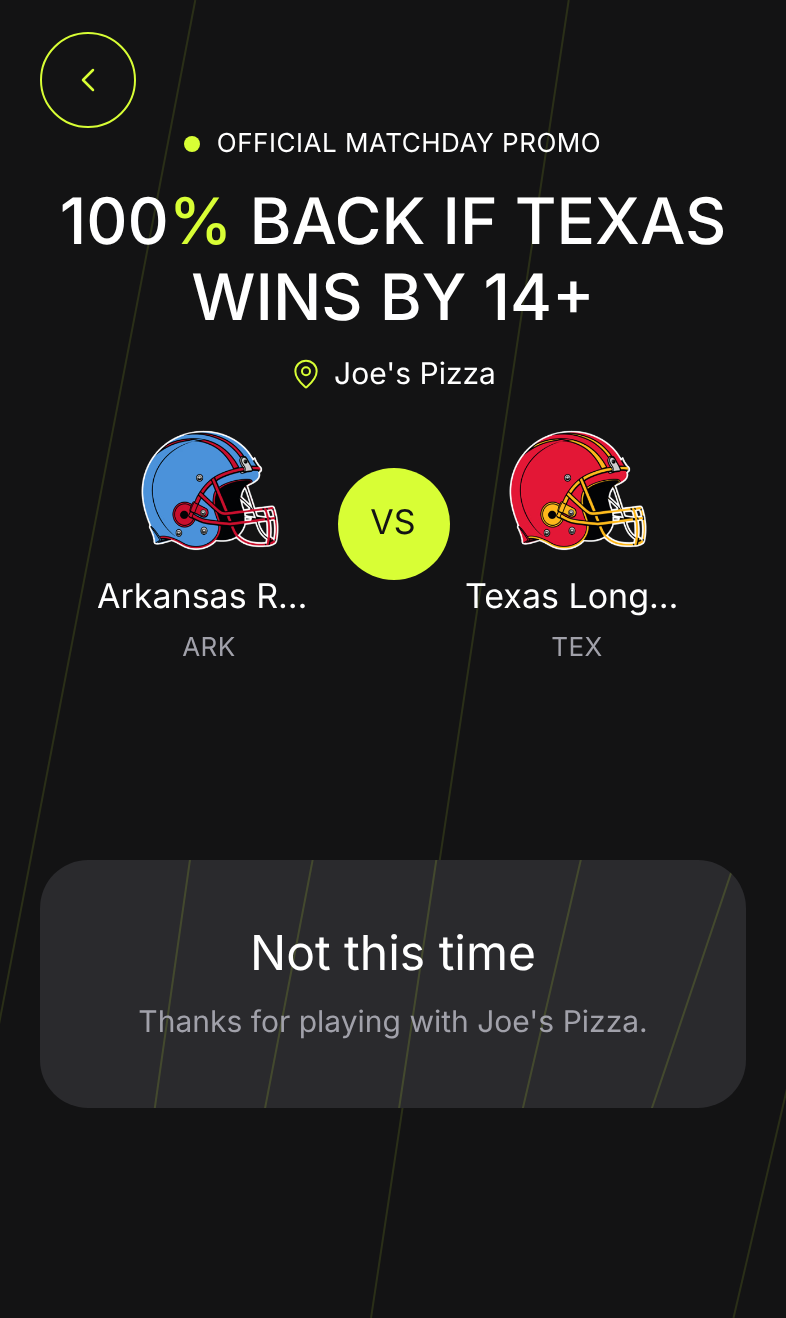 OFFICIAL MATCHDAY PROMO
100% BACK IF TEXAS
WINS BY 14+
Joe's Pizza
VS
Arkansas R...
Texas Long...
ARK
TEX
Not this time
Thanks for playing with Joe's Pizza.